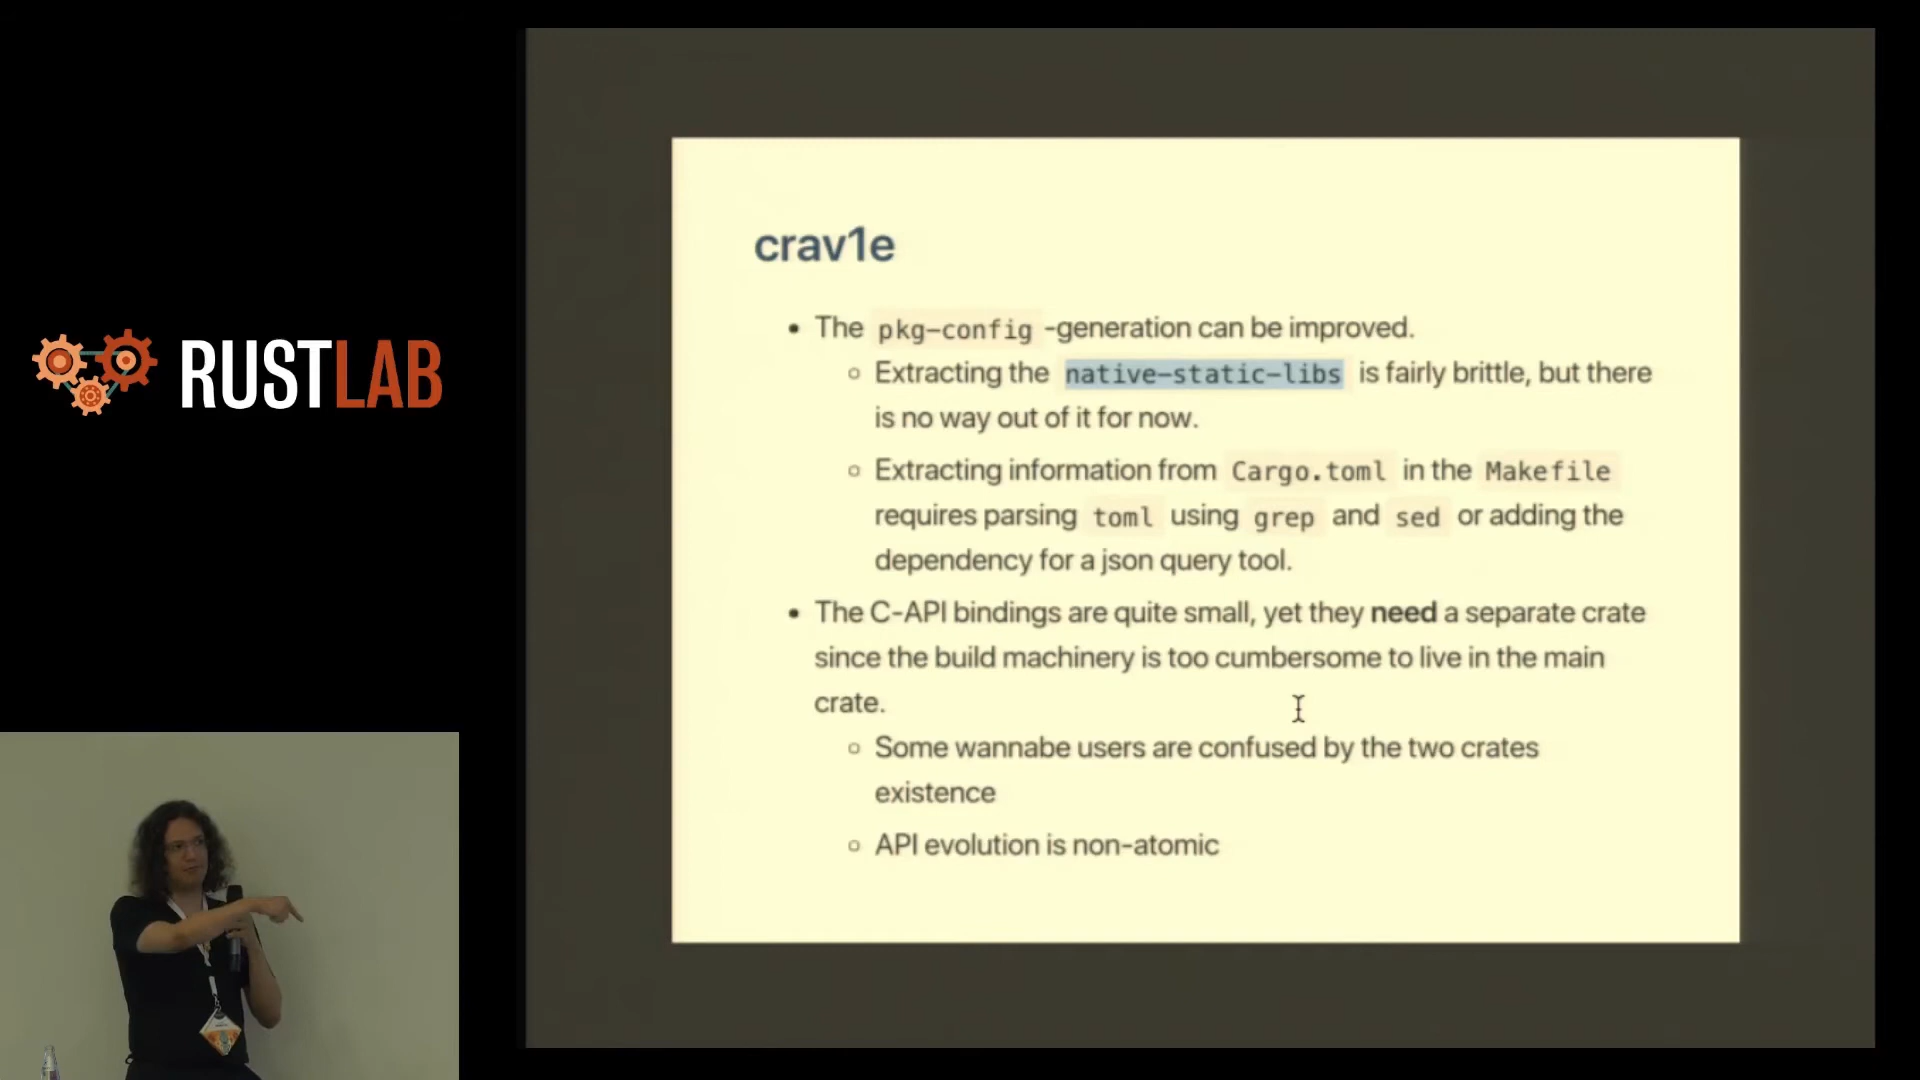 RUSTLAB
crav1e
• The pkg-config -generation can be improved.
◦ Extracting the native-static-libs is fairly brittle, but there
is no way out of it for now.
◦ Extracting information from Cargo.toml in the Makefile
requires parsing toml using grep and sed or adding the
dependency for a json query tool.
• The C-API bindings are quite small, yet they need a separate crate
since the build machinery is too cumbersome to live in the main
crate.
◦ Some wannabe users are confused by the two crates
existence
◦ API evolution is non-atomic